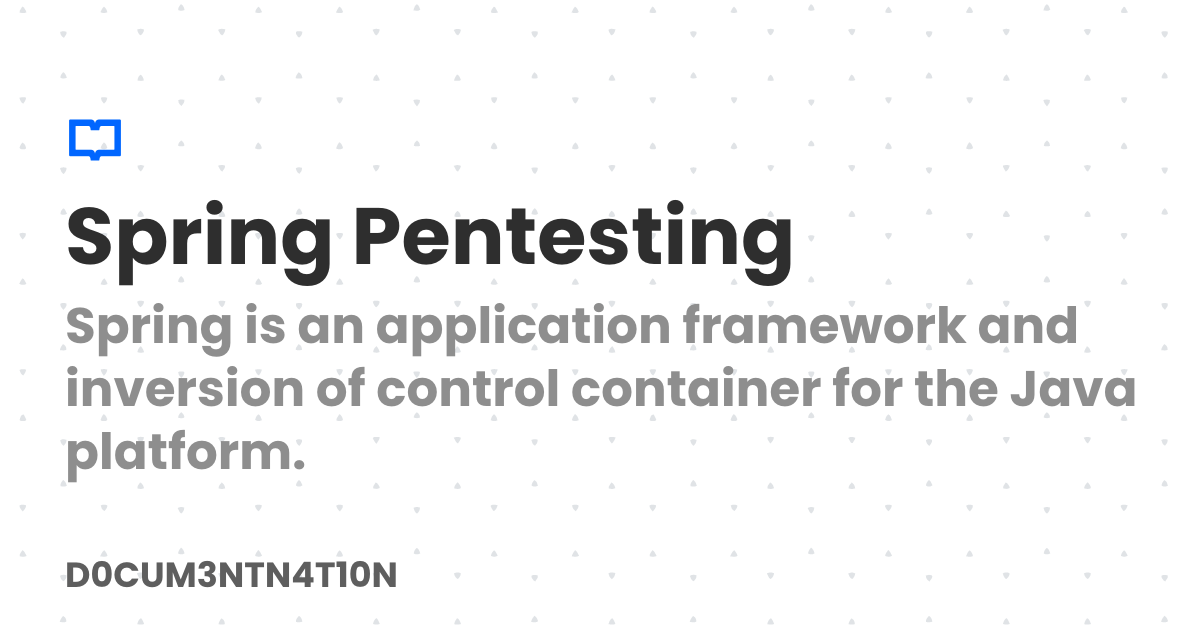 Spring Pentesting
Spring is an application framework and
inversion of control container for the Java
platform.
D0CUM3NTN4T10N